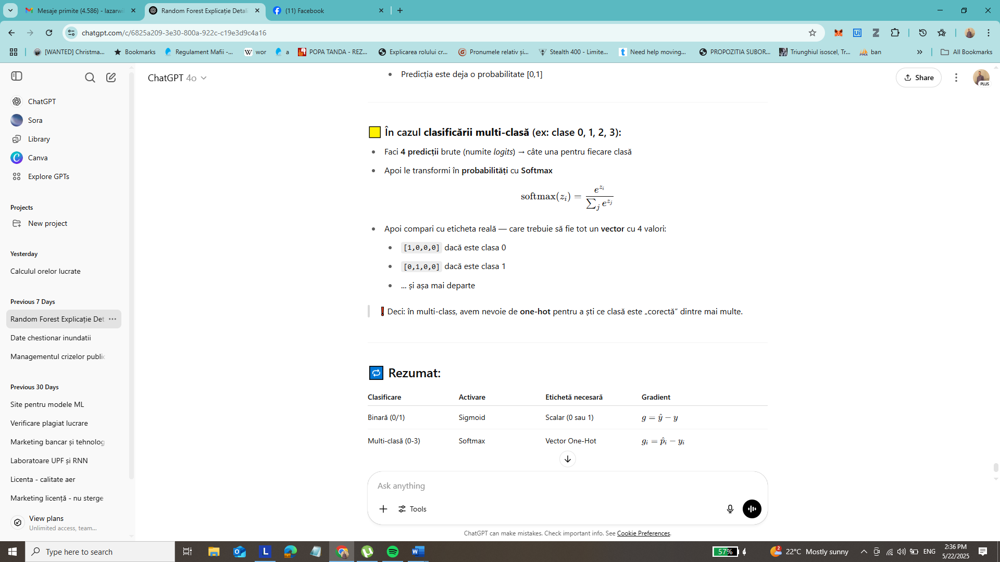 Mesaje primite (4.586) - lazarwi
Random Forest Explicație Detali
(11) Facebook
chatgpt.com/c/6825a209-3e30-800a-922c-c19e3d9c4a16
[WANTED] Christma...
Bookmarks
Regulament Mafii -...
wor
a
POPA TANDA - REZ...
Explicarea rolului cr...
Pronumele relativ și...
Stealth 400 - Limite...
Need help moving...
PROPOZITIA SUBOR...
Triunghiul isoscel, Tr...
ban
All Bookmarks
ChatGPT 4o
Share
PLUS
ChatGPT
Sora
Library
Canva
Explore GPTs
Projects
New project
Yesterday
Calculul orelor lucrate
Previous 7 Days
Random Forest Explicație Det
Date chestionar inundatii
Managementul crizelor public
Previous 30 Days
Site pentru modele ML
Verificare plagiat lucrare
Marketing bancar și tehnolog
Laboratoare UPF și RNN
Licenta - calitate aer
Marketing licență - nu sterge
View plans
Unlimited access, team...
Predicția este deja o probabilitate [0,1]
În cazul clasificării multi-clasă (ex: clase 0, 1, 2, 3):
Faci 4 predicții brute (numite logits) → câte una pentru fiecare clasă
Apoi le transformi în probabilități cu Softmax
softmax(z_i) = e^{z_i} / ∑_j e^{z_j}
Apoi compari cu eticheta reală — care trebuie să fie tot un vector cu 4 valori:
[1,0,0,0] dacă este clasa 0
[0,1,0,0] dacă este clasa 1
... și așa mai departe
❗ Deci: în multi-class, avem nevoie de one-hot pentru a ști ce clasă este „corectă” dintre mai multe.
Rezumat:
Clasificare Activare Etichetă necesară Gradient
Binară (0/1) Sigmoid Scalar (0 sau 1) g = ŷ − y
Multi-clasă (0-3) Softmax Vector One-Hot g_i = p̂_i − y_i
Ask anything
Tools
ChatGPT can make mistakes. Check important info. See Cookie Preferences.
Type here to search
57%
2
22°C Mostly sunny
ENG
2:36 PM
5/22/2025